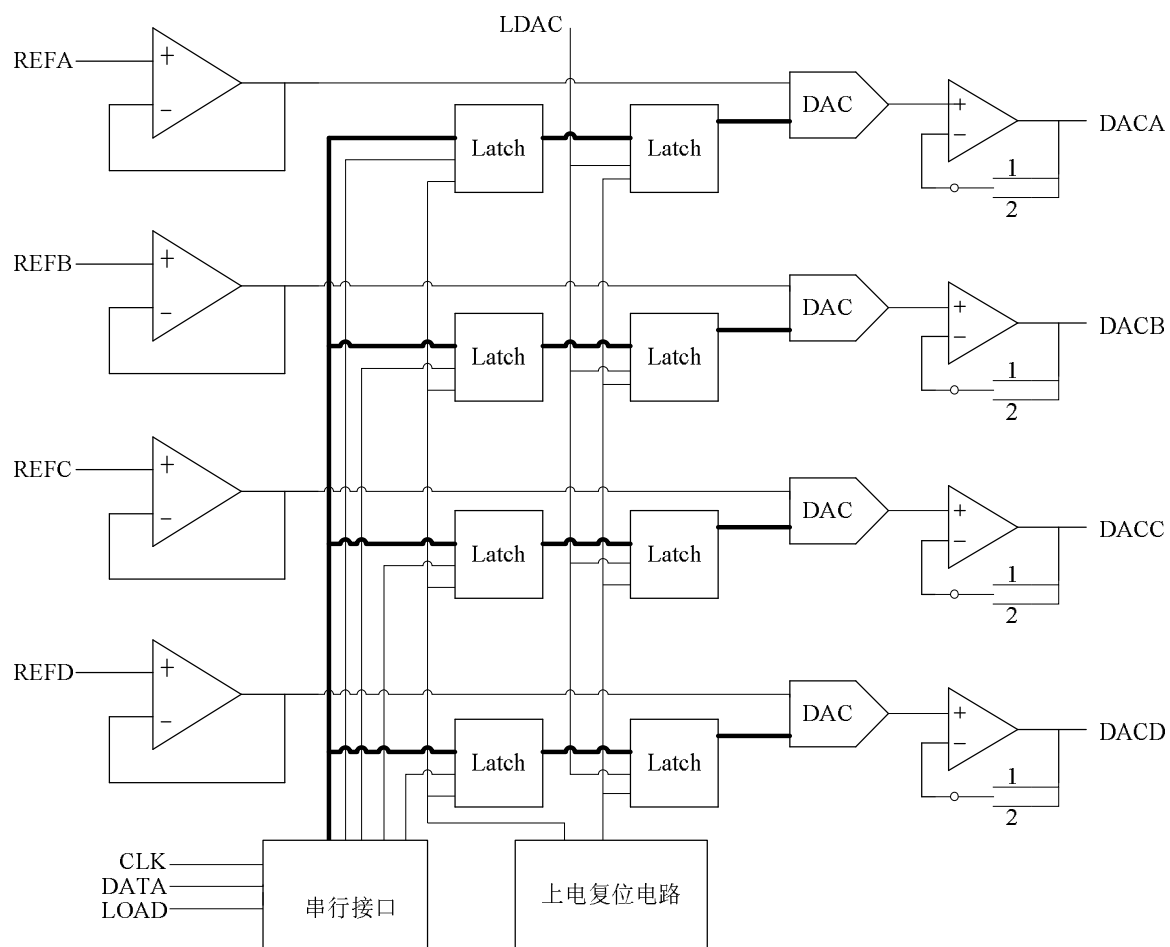 LDAC
REFA
+
−
DAC
+
−
DACA
Latch
Latch
1
2
REFB
+
−
DAC
+
−
DACB
Latch
Latch
1
2
REFC
+
−
DAC
+
−
DACC
Latch
Latch
1
2
REFD
+
−
DAC
+
−
DACD
Latch
Latch
1
2
CLK
DATA
LOAD
串行接口
上电复位电路